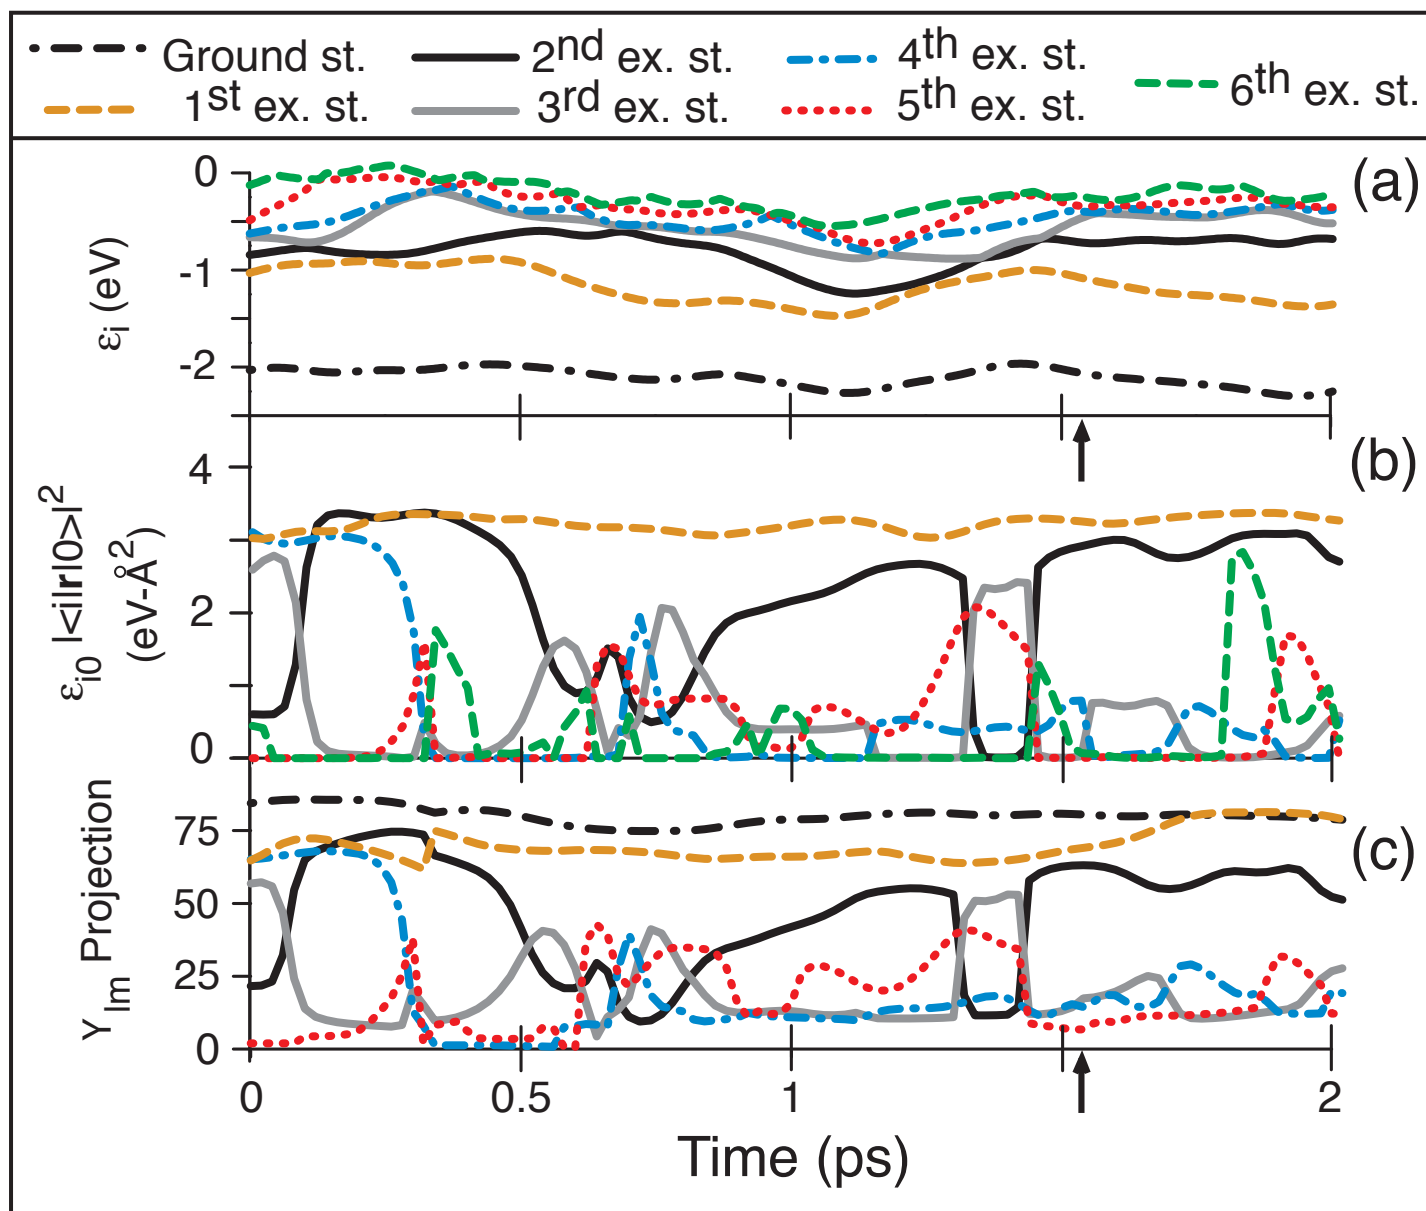 Ground st. 2nd ex. st. 4th ex. st. 6th ex. st.
1st ex. st. 3rd ex. st. 5th ex. st.
(a)
εi (eV)
0
-1
-2
(b)
εi0 |<i|r|0>|²
(eV-Å²)
4
2
0
(c)
Ylm Projection
75
50
25
0
0 0.5 1 2
Time (ps)